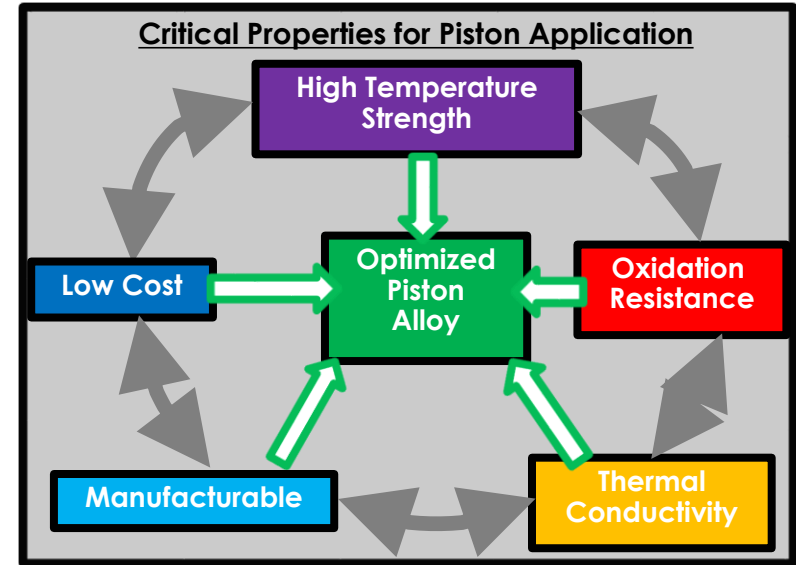 Critical Properties for Piston Application
High Temperature
Strength
Low Cost
Optimized
Piston
Alloy
Oxidation
Resistance
Manufacturable
Thermal
Conductivity